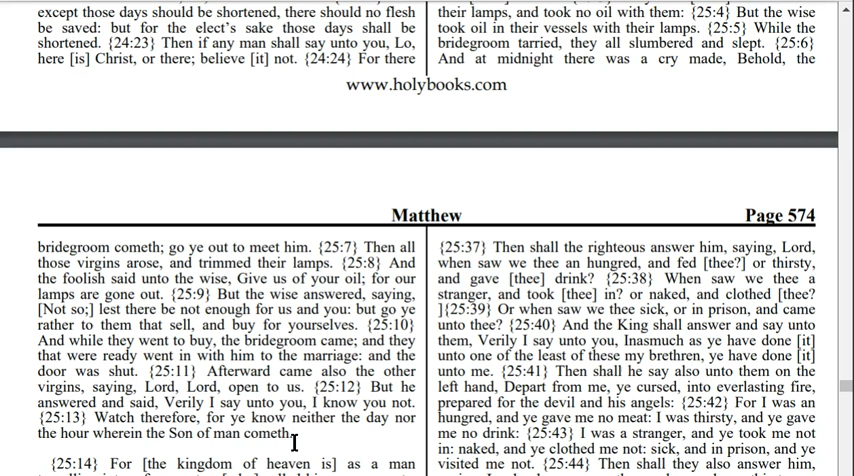 except those days should be shortened, there should no flesh
be saved: but for the elect's sake those days shall be
shortened. {24:23} Then if any man shall say unto you, Lo,
here [is] Christ, or there; believe [it] not. {24:24} For there
their lamps, and took no oil with them: {25:4} But the wise
took oil in their vessels with their lamps. {25:5} While the
bridegroom tarried, they all slumbered and slept. {25:6}
And at midnight there was a cry made, Behold, the
www.holybooks.com
Matthew Page 574
bridegroom cometh; go ye out to meet him. {25:7} Then all
those virgins arose, and trimmed their lamps. {25:8} And
the foolish said unto the wise, Give us of your oil; for our
lamps are gone out. {25:9} But the wise answered, saying,
[Not so;] lest there be not enough for us and you: but go ye
rather to them that sell, and buy for yourselves. {25:10}
And while they went to buy, the bridegroom came; and they
that were ready went in with him to the marriage: and the
door was shut. {25:11} Afterward came also the other
virgins, saying, Lord, Lord, open to us. {25:12} But he
answered and said, Verily I say unto you, I know you not.
{25:13} Watch therefore, for ye know neither the day nor
the hour wherein the Son of man cometh.
{25:14} For [the kingdom of heaven is] as a man
{25:37} Then shall the righteous answer him, saying, Lord,
when saw we thee an hungred, and fed [thee?] or thirsty,
and gave [thee] drink? {25:38} When saw we thee a
stranger, and took [thee] in? or naked, and clothed [thee?
]{25:39} Or when saw we thee sick, or in prison, and came
unto thee? {25:40} And the King shall answer and say unto
them, Verily I say unto you, Inasmuch as ye have done [it]
unto one of the least of these my brethren, ye have done [it]
unto me. {25:41} Then shall he say also unto them on the
left hand, Depart from me, ye cursed, into everlasting fire,
prepared for the devil and his angels: {25:42} For I was an
hungred, and ye gave me no meat: I was thirsty, and ye gave
me no drink: {25:43} I was a stranger, and ye took me not
in: naked, and ye clothed me not: sick, and in prison, and ye
visited me not. {25:44} Then shall they also answer him,